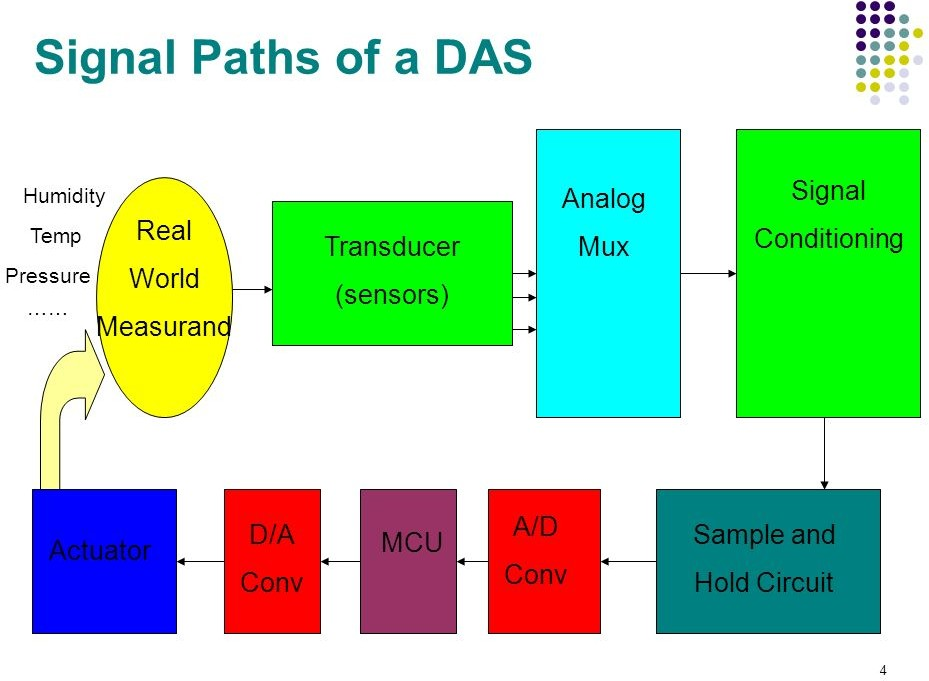 Signal Paths of a DAS
Humidity
Temp
Pressure
……
Real
World
Measurand
Transducer
(sensors)
Analog
Mux
Signal
Conditioning
Actuator
D/A
Conv
MCU
A/D
Conv
Sample and
Hold Circuit
4